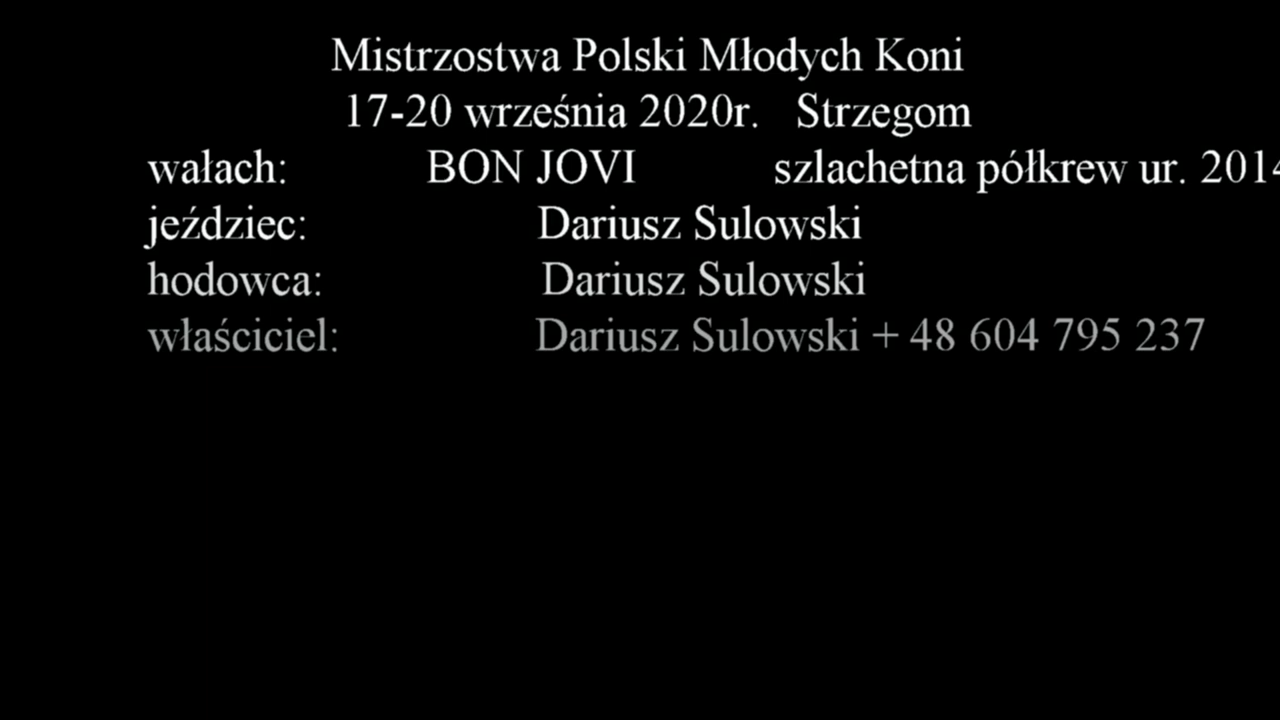 Mistrzostwa Polski Młodych Koni
17-20 września 2020r. Strzegom
wałach: BON JOVI szlachetna półkrew ur. 2014
jeździec: Dariusz Sulowski
hodowca: Dariusz Sulowski
właściciel: Dariusz Sulowski + 48 604 795 237